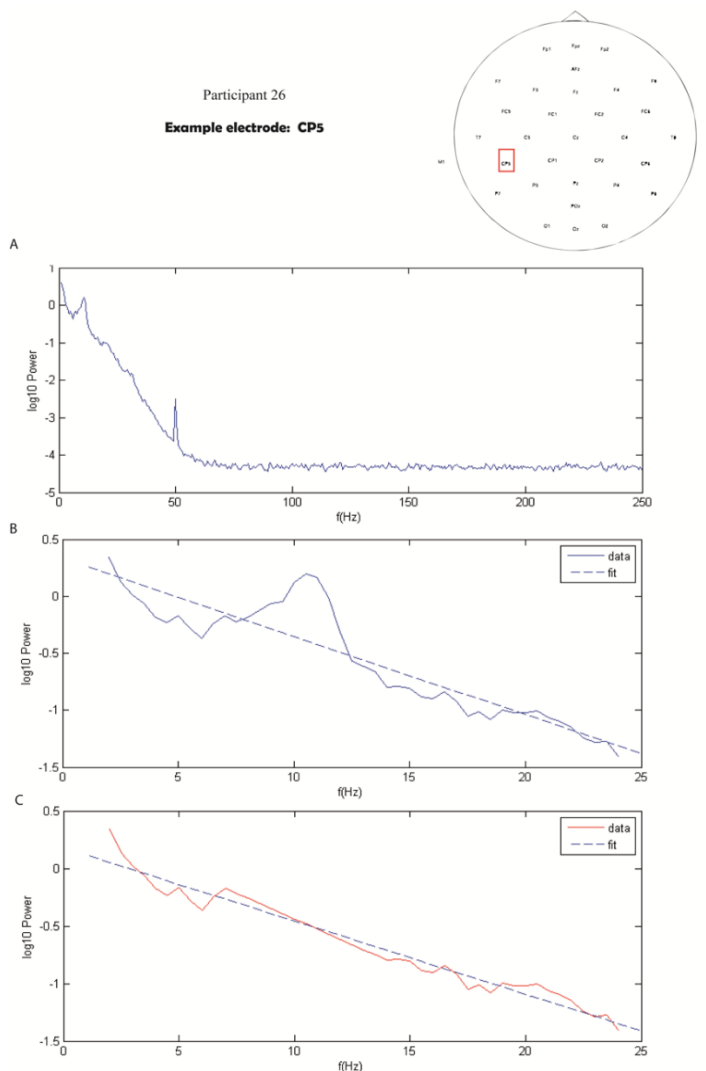 Fp1 Fpz Fp2
AFz
F7 F3 Fz F4 F8
FC5 FC1 FC2 FC6
T7 C3 Cz C4 T8
M1 CP5 CP1 CP2 CP6
P7 P3 Pz P4 P8
POz
O1 Oz O2
Participant 26
Example electrode: CP5
A
1
0
-1
-2
-3
-4
-5
log10 Power
0 50 100 150 200 250
f(Hz)
B
0.5
0
-0.5
-1
-1.5
log10 Power
data
fit
0 5 10 15 20 25
f(Hz)
C
0.5
0
-0.5
-1
-1.5
log10 Power
data
fit
0 5 10 15 20 25
f(Hz)